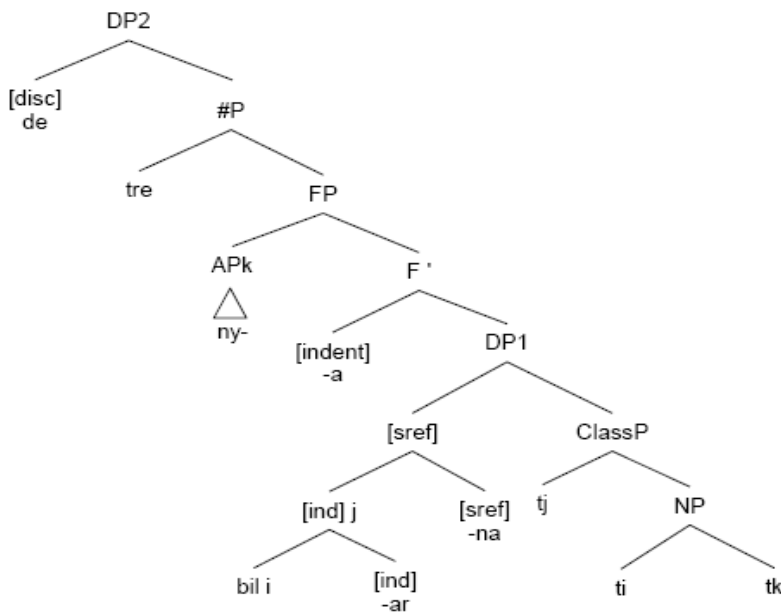 DP2
[disc]
de
#P
tre
FP
APk
F '
ny-
[indent]
-a
DP1
[sref]
ClassP
[ind] j
[sref]
-na
tj
NP
bil i
[ind]
-ar
ti
tk